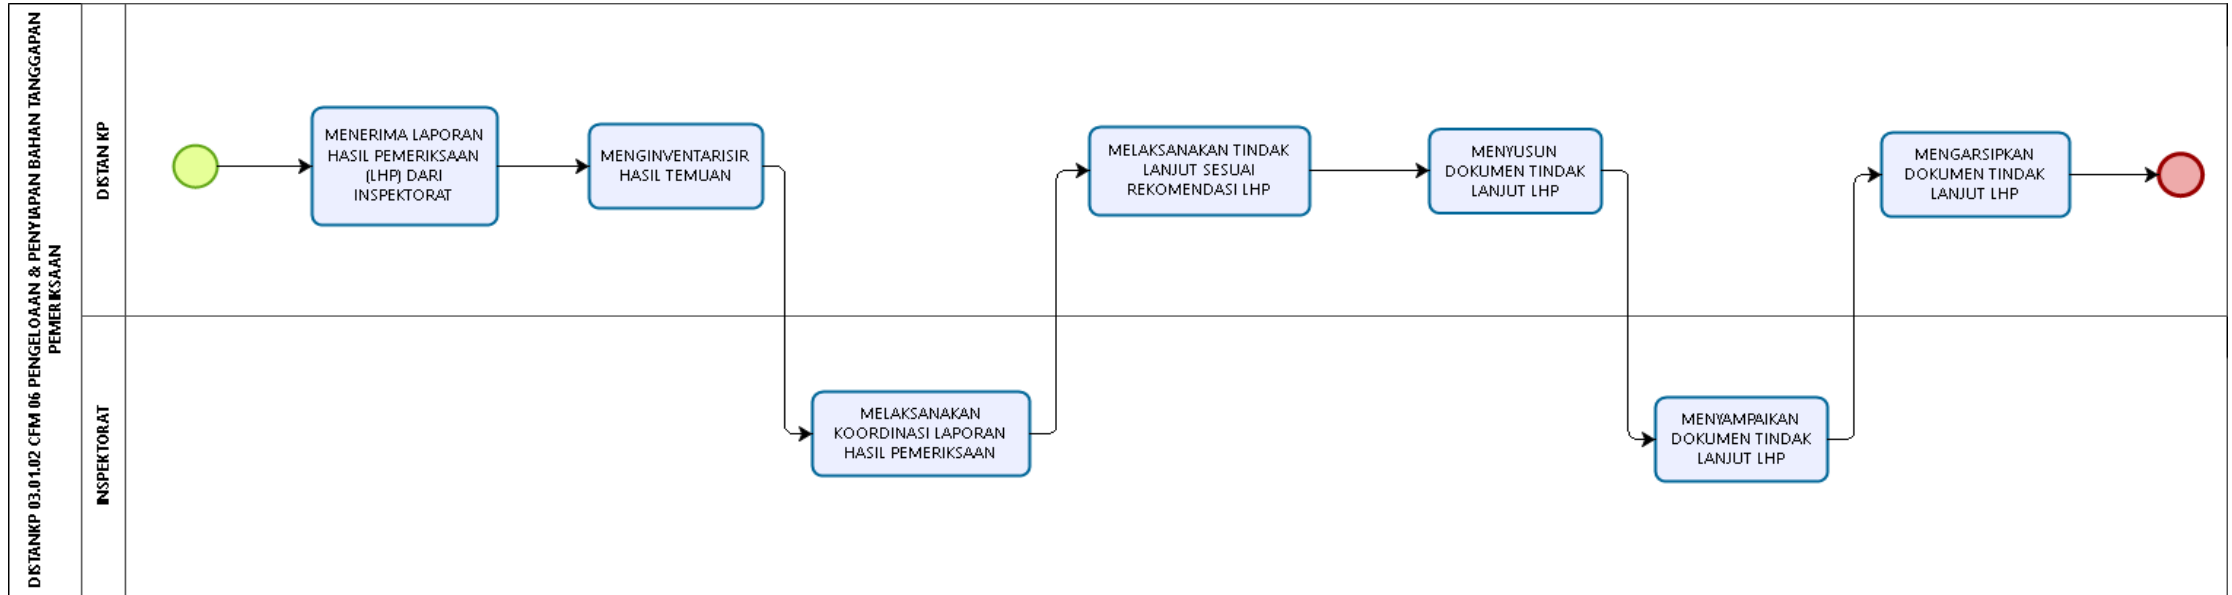 DISTANKP 03.01.02 CFM 06 PENGELOAAN & PENYIAPAN BAHAN TANGGAPAN
PEMERIKSAAN
DISTAN KP
MENERIMA LAPORAN
HASIL PEMERIKSAAN
(LHP) DARI
INSPEKTORAT
MENGINVENTARISIR
HASIL TEMUAN
MELAKSANAKAN TINDAK
LANJUT SESUAI
REKOMENDASI LHP
MENYUSUN
DOKUMEN TINDAK
LANJUT LHP
MENGARSIPKAN
DOKUMEN TINDAK
LANJUT LHP
INSPEKTORAT
MELAKSANAKAN
KOORDINASI LAPORAN
HASIL PEMERIKSAAN
MENYAMPAIKAN
DOKUMEN TINDAK
LANJUT LHP